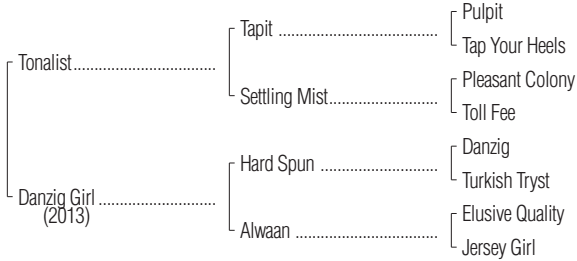 Pulpit
Tapit
Tap Your Heels
Tonalist
Pleasant Colony
Settling Mist
Toll Fee
Danzig
Hard Spun
Turkish Tryst
Danzig Girl
(2013)
Elusive Quality
Alwaan
Jersey Girl